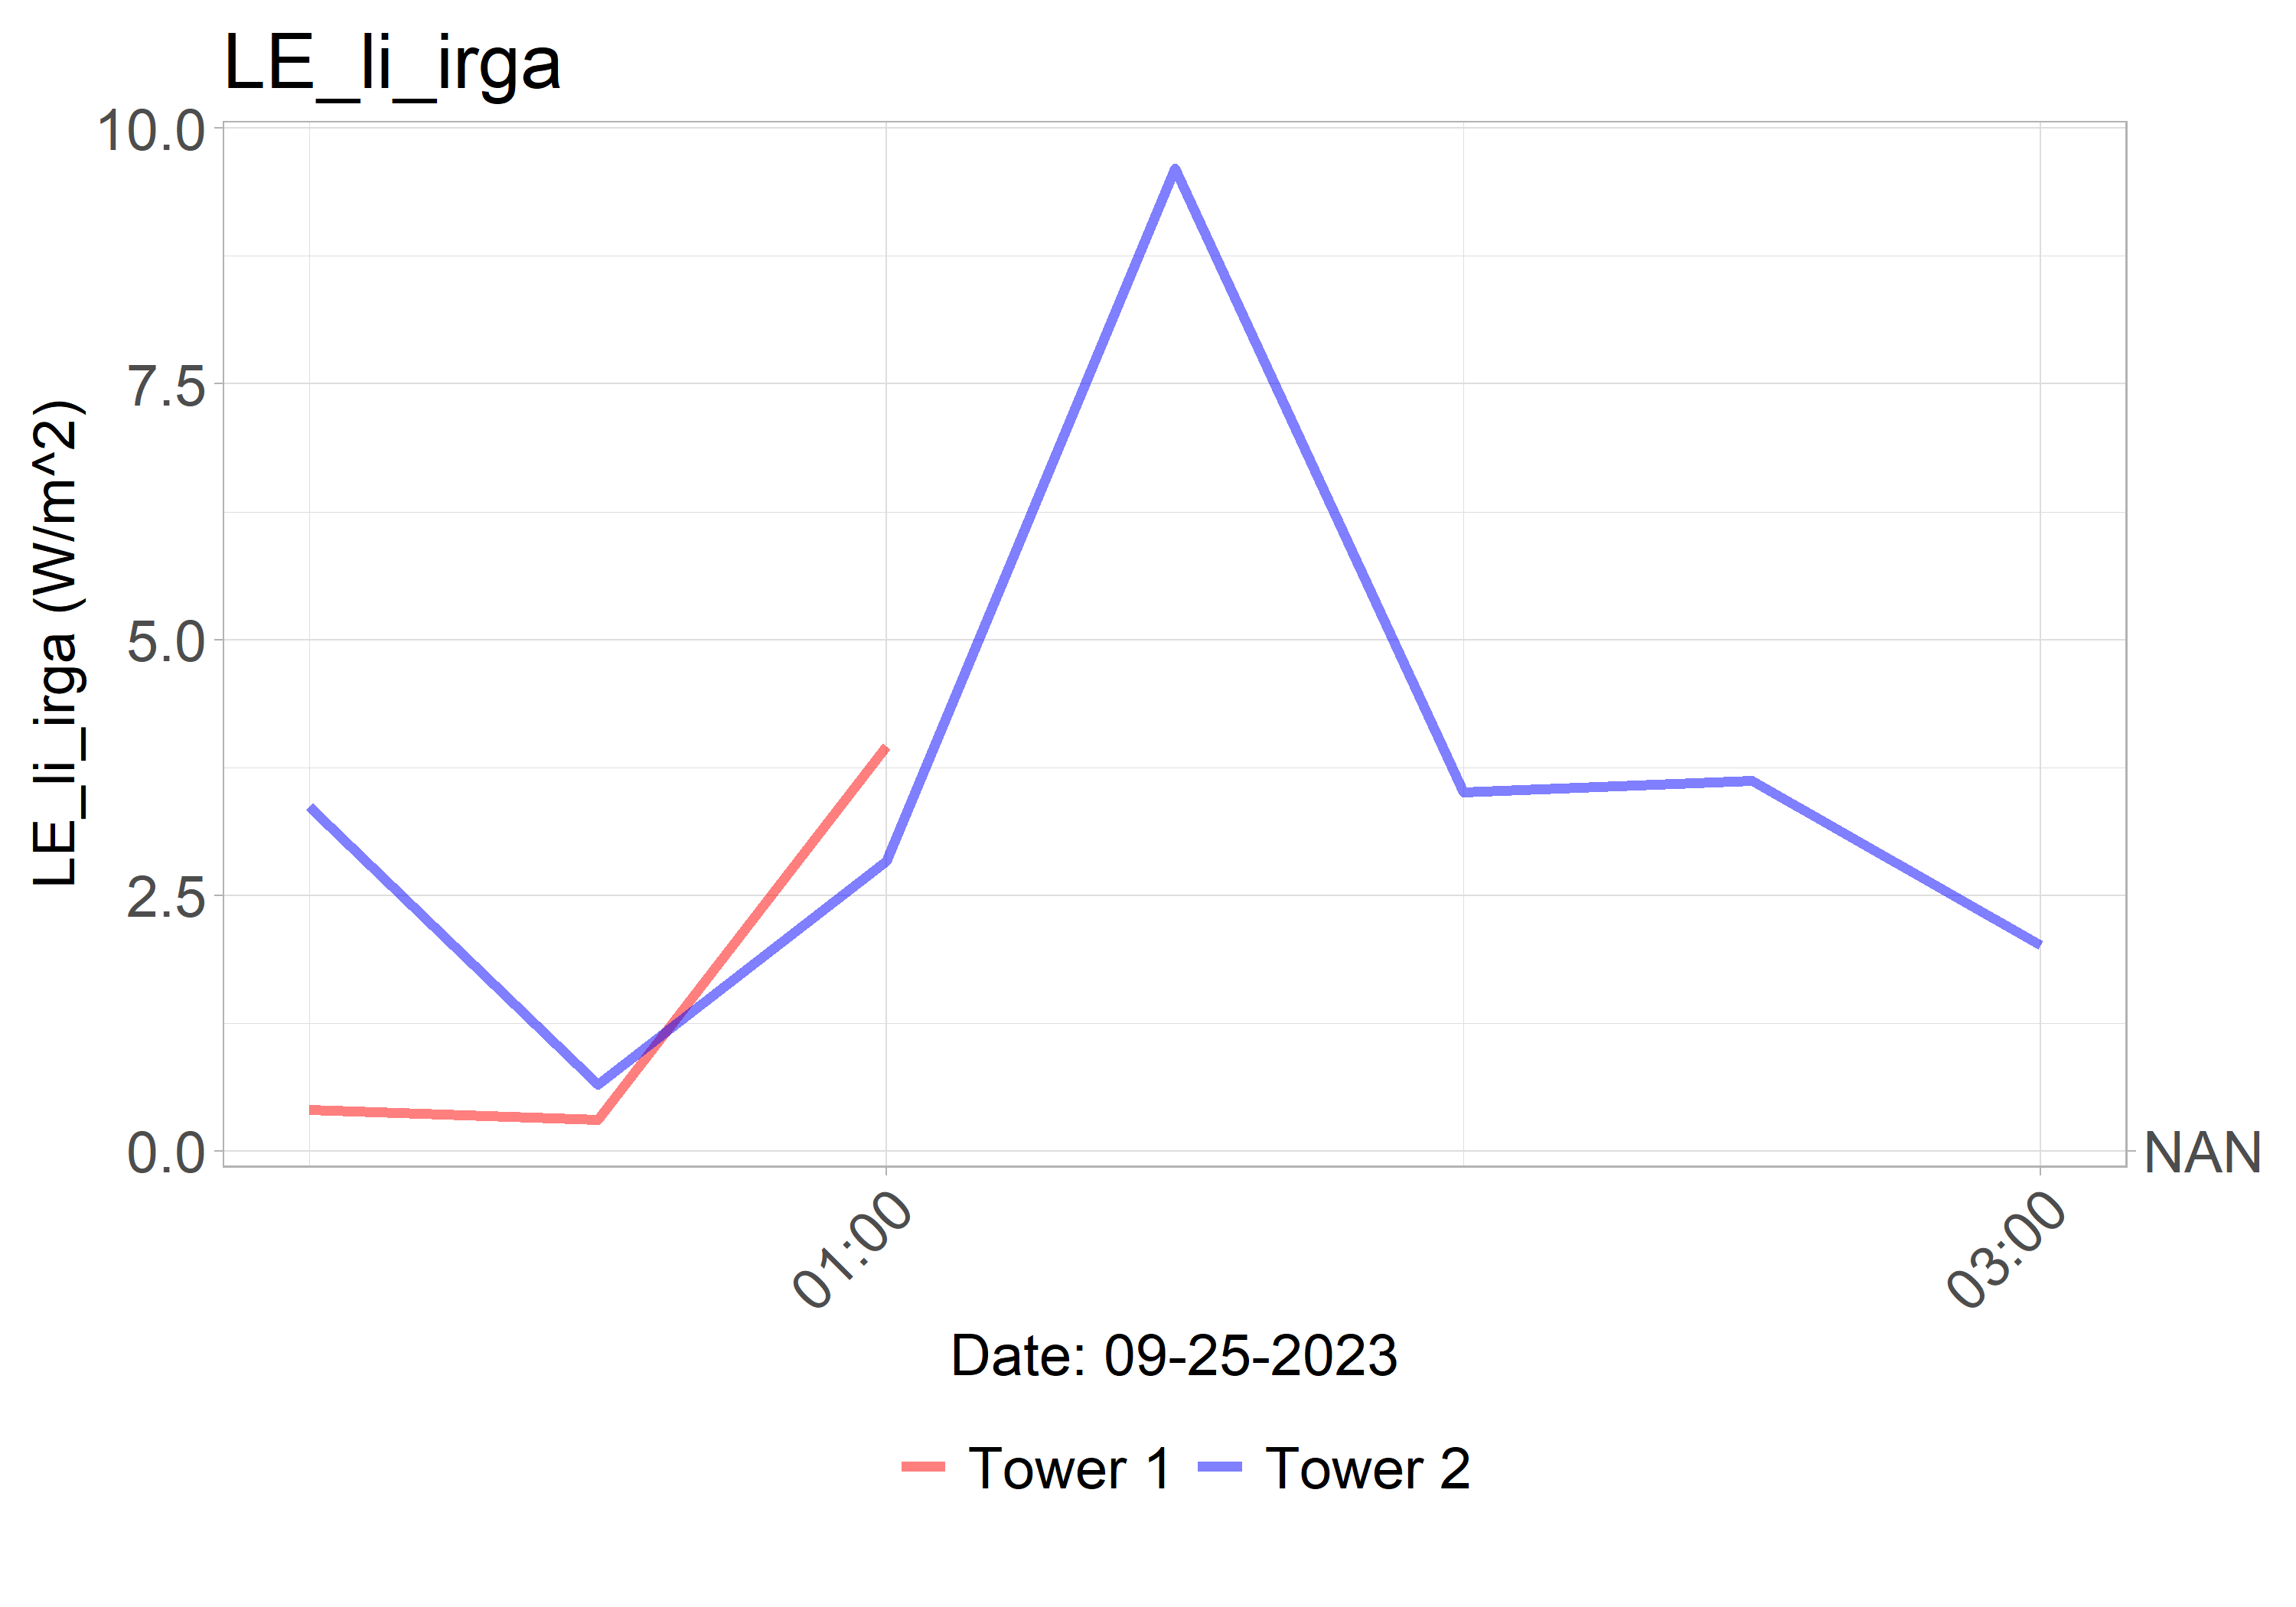 LE_li_irga
10.0
7.5
5.0
2.5
0.0
LE_li_irga (W/m^2)
NAN
01:00
03:00
Date: 09-25-2023
Tower 1 Tower 2